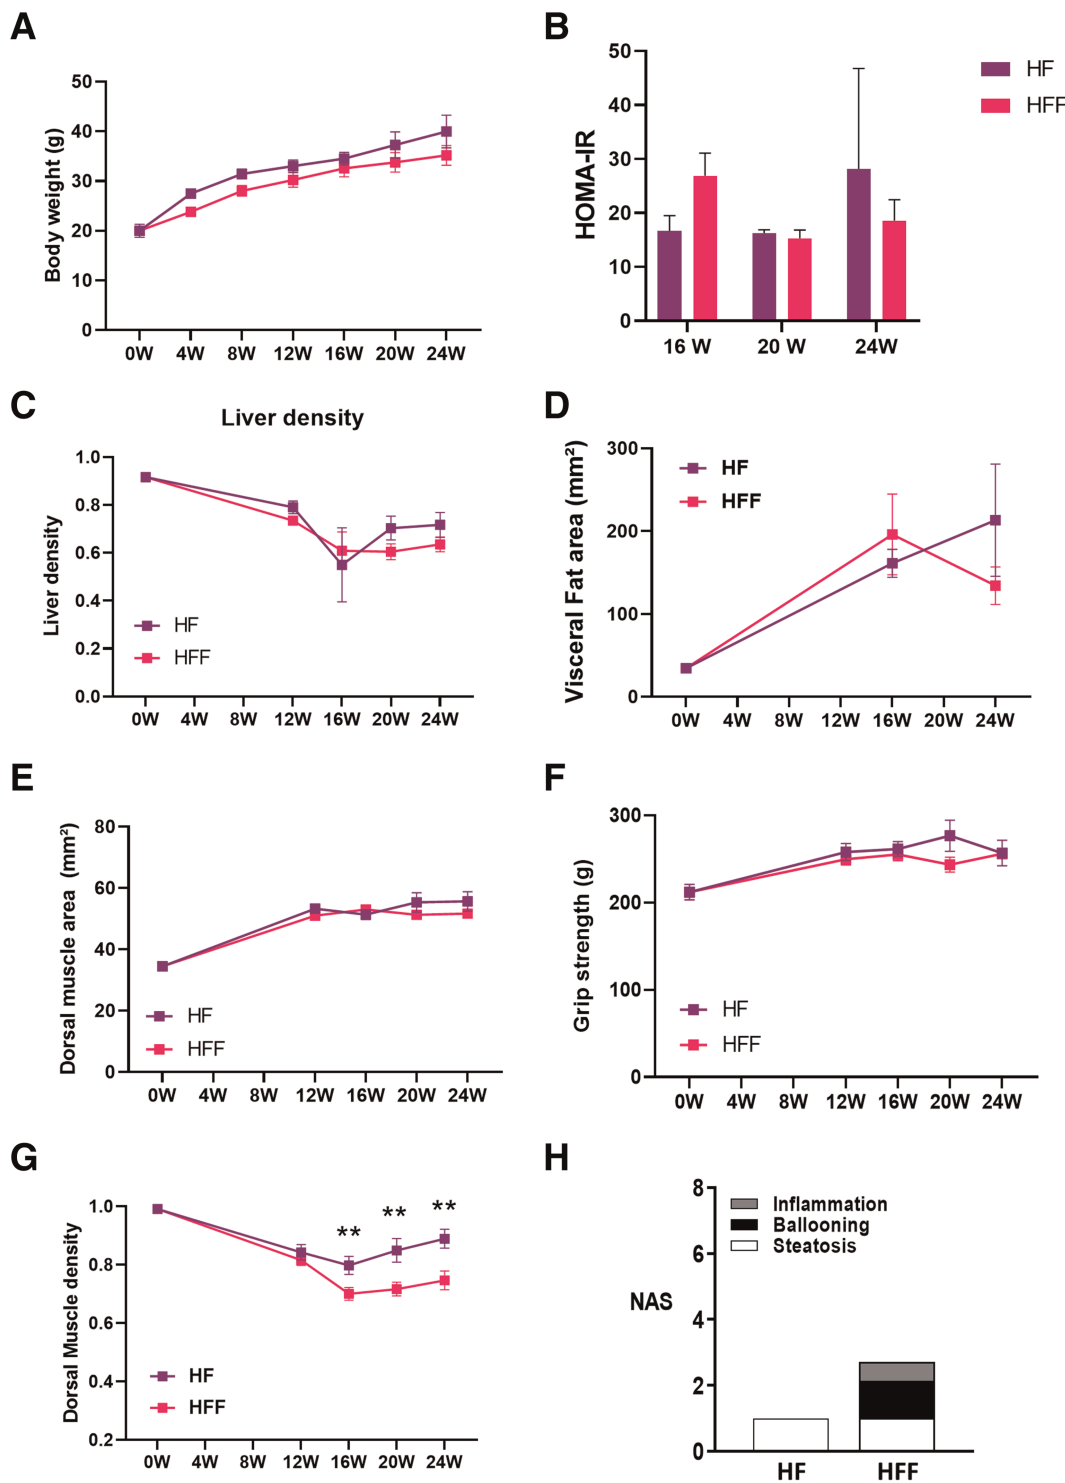 A
Body weight (g)
50
40
30
20
10
0
0W 4W 8W 12W 16W 20W 24W
B
HOMA-IR
50
40
30
20
10
0
16 W 20 W 24W
HF
HFF
C
Liver density
Liver density
1.0
0.8
0.6
0.4
0.2
0.0
HF
HFF
0W 4W 8W 12W 16W 20W 24W
D
Visceral Fat area (mm²)
300
200
100
0
HF
HFF
0W 4W 8W 12W 16W 20W 24W
E
Dorsal muscle area (mm²)
80
60
40
20
0
HF
HFF
0W 4W 8W 12W 16W 20W 24W
F
Grip strength (g)
300
200
100
0
HF
HFF
0W 4W 8W 12W 16W 20W 24W
G
Dorsal Muscle density
1.0
0.8
0.6
0.4
0.2
** ** **
HF
HFF
0W 4W 8W 12W 16W 20W 24W
H
NAS
8
6
4
2
0
Inflammation
Ballooning
Steatosis
HF HFF